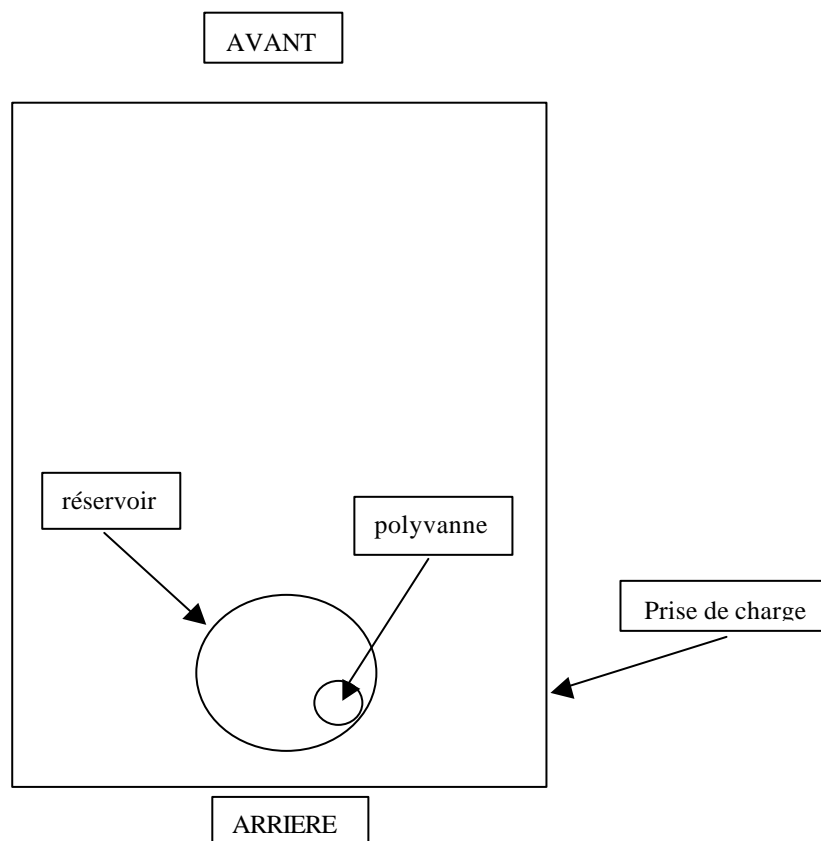 AVANT
réservoir
polyvanne
Prise de charge
ARRIERE